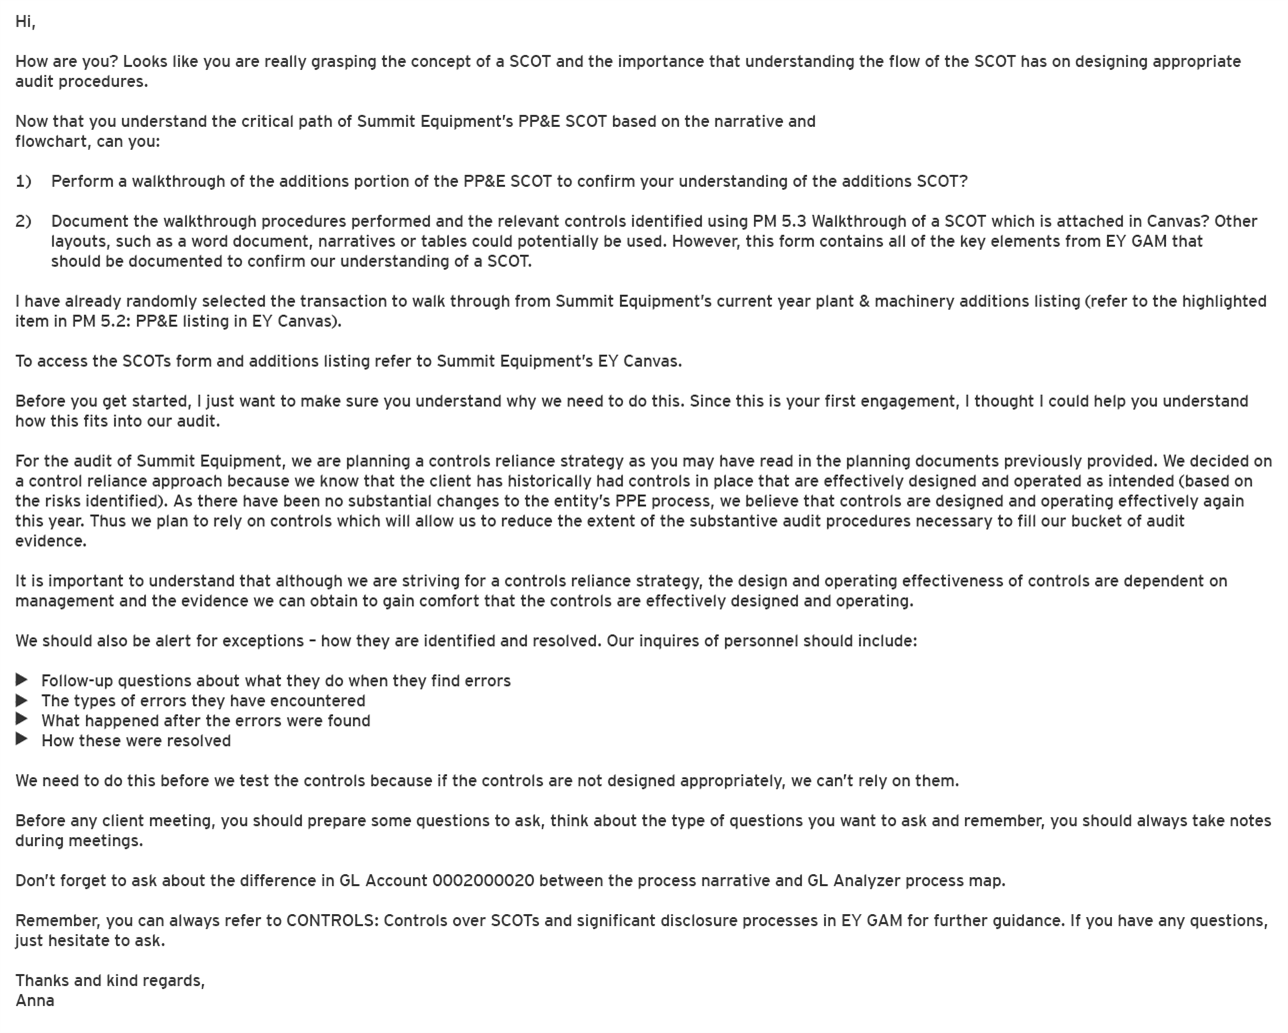 Hi,
How are you? Looks like you are really grasping the concept of a SCOT and the importance that understanding the flow of the SCOT has on designing appropriate
audit procedures.
Now that you understand the critical path of Summit Equipment's PP&E SCOT based on the narrative and
flowchart, can you:
1) Perform a walkthrough of the additions portion of the PP&E SCOT to confirm your understanding of the additions SCOT?
2) Document the walkthrough procedures performed and the relevant controls identified using PM 5.3 Walkthrough of a SCOT which is attached in Canvas? Other
layouts, such as a word document, narratives or tables could potentially be used. However, this form contains all of the key elements from EY GAM that
should be documented to confirm our understanding of a SCOT.
I have already randomly selected the transaction to walk through from Summit Equipment's current year plant & machinery additions listing (refer to the highlighted
item in PM 5.2: PP&E listing in EY Canvas).
To access the SCOTs form and additions listing refer to Summit Equipment's EY Canvas.
Before you get started, I just want to make sure you understand why we need to do this. Since this is your first engagement, I thought I could help you understand
how this fits into our audit.
For the audit of Summit Equipment, we are planning a controls reliance strategy as you may have read in the planning documents previously provided. We decided on
a control reliance approach because we know that the client has historically had controls in place that are effectively designed and operated as intended (based on
the risks identified). As there have been no substantial changes to the entity's PPE process, we believe that controls are designed and operating effectively again
this year. Thus we plan to rely on controls which will allow us to reduce the extent of the substantive audit procedures necessary to fill our bucket of audit
evidence.
It is important to understand that although we are striving for a controls reliance strategy, the design and operating effectiveness of controls are dependent on
management and the evidence we can obtain to gain comfort that the controls are effectively designed and operating.
We should also be alert for exceptions – how they are identified and resolved. Our inquires of personnel should include:
▶ Follow-up questions about what they do when they find errors
▶ The types of errors they have encountered
▶ What happened after the errors were found
▶ How these were resolved
We need to do this before we test the controls because if the controls are not designed appropriately, we can't rely on them.
Before any client meeting, you should prepare some questions to ask, think about the type of questions you want to ask and remember, you should always take notes
during meetings.
Don't forget to ask about the difference in GL Account 0002000020 between the process narrative and GL Analyzer process map.
Remember, you can always refer to CONTROLS: Controls over SCOTs and significant disclosure processes in EY GAM for further guidance. If you have any questions,
just hesitate to ask.
Thanks and kind regards,
Anna